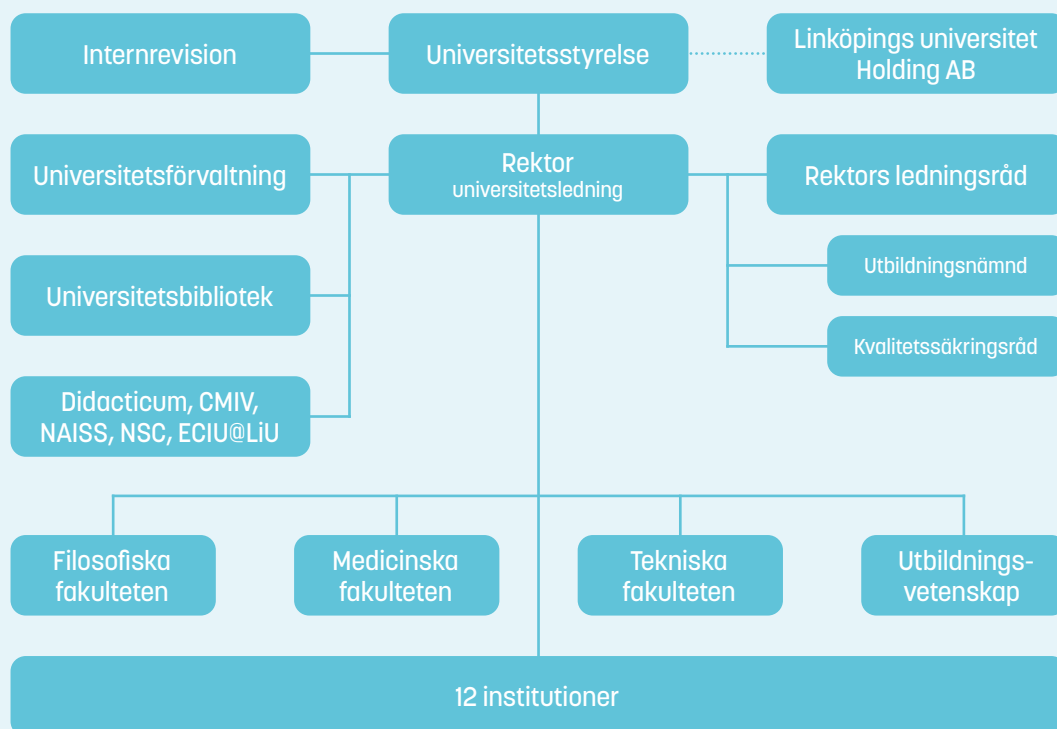 Internrevision
Universitetsstyrelse
Linköpings universitet
Holding AB
Universitetsförvaltning
Rektor
universitetsledning
Rektors ledningsråd
Utbildningsnämnd
Universitetsbibliotek
Kvalitetssäkringsråd
Didacticum, CMIV,
NAISS, NSC, ECIU@LiU
Filosofiska
fakulteten
Medicinska
fakulteten
Tekniska
fakulteten
Utbildnings-
vetenskap
12 institutioner